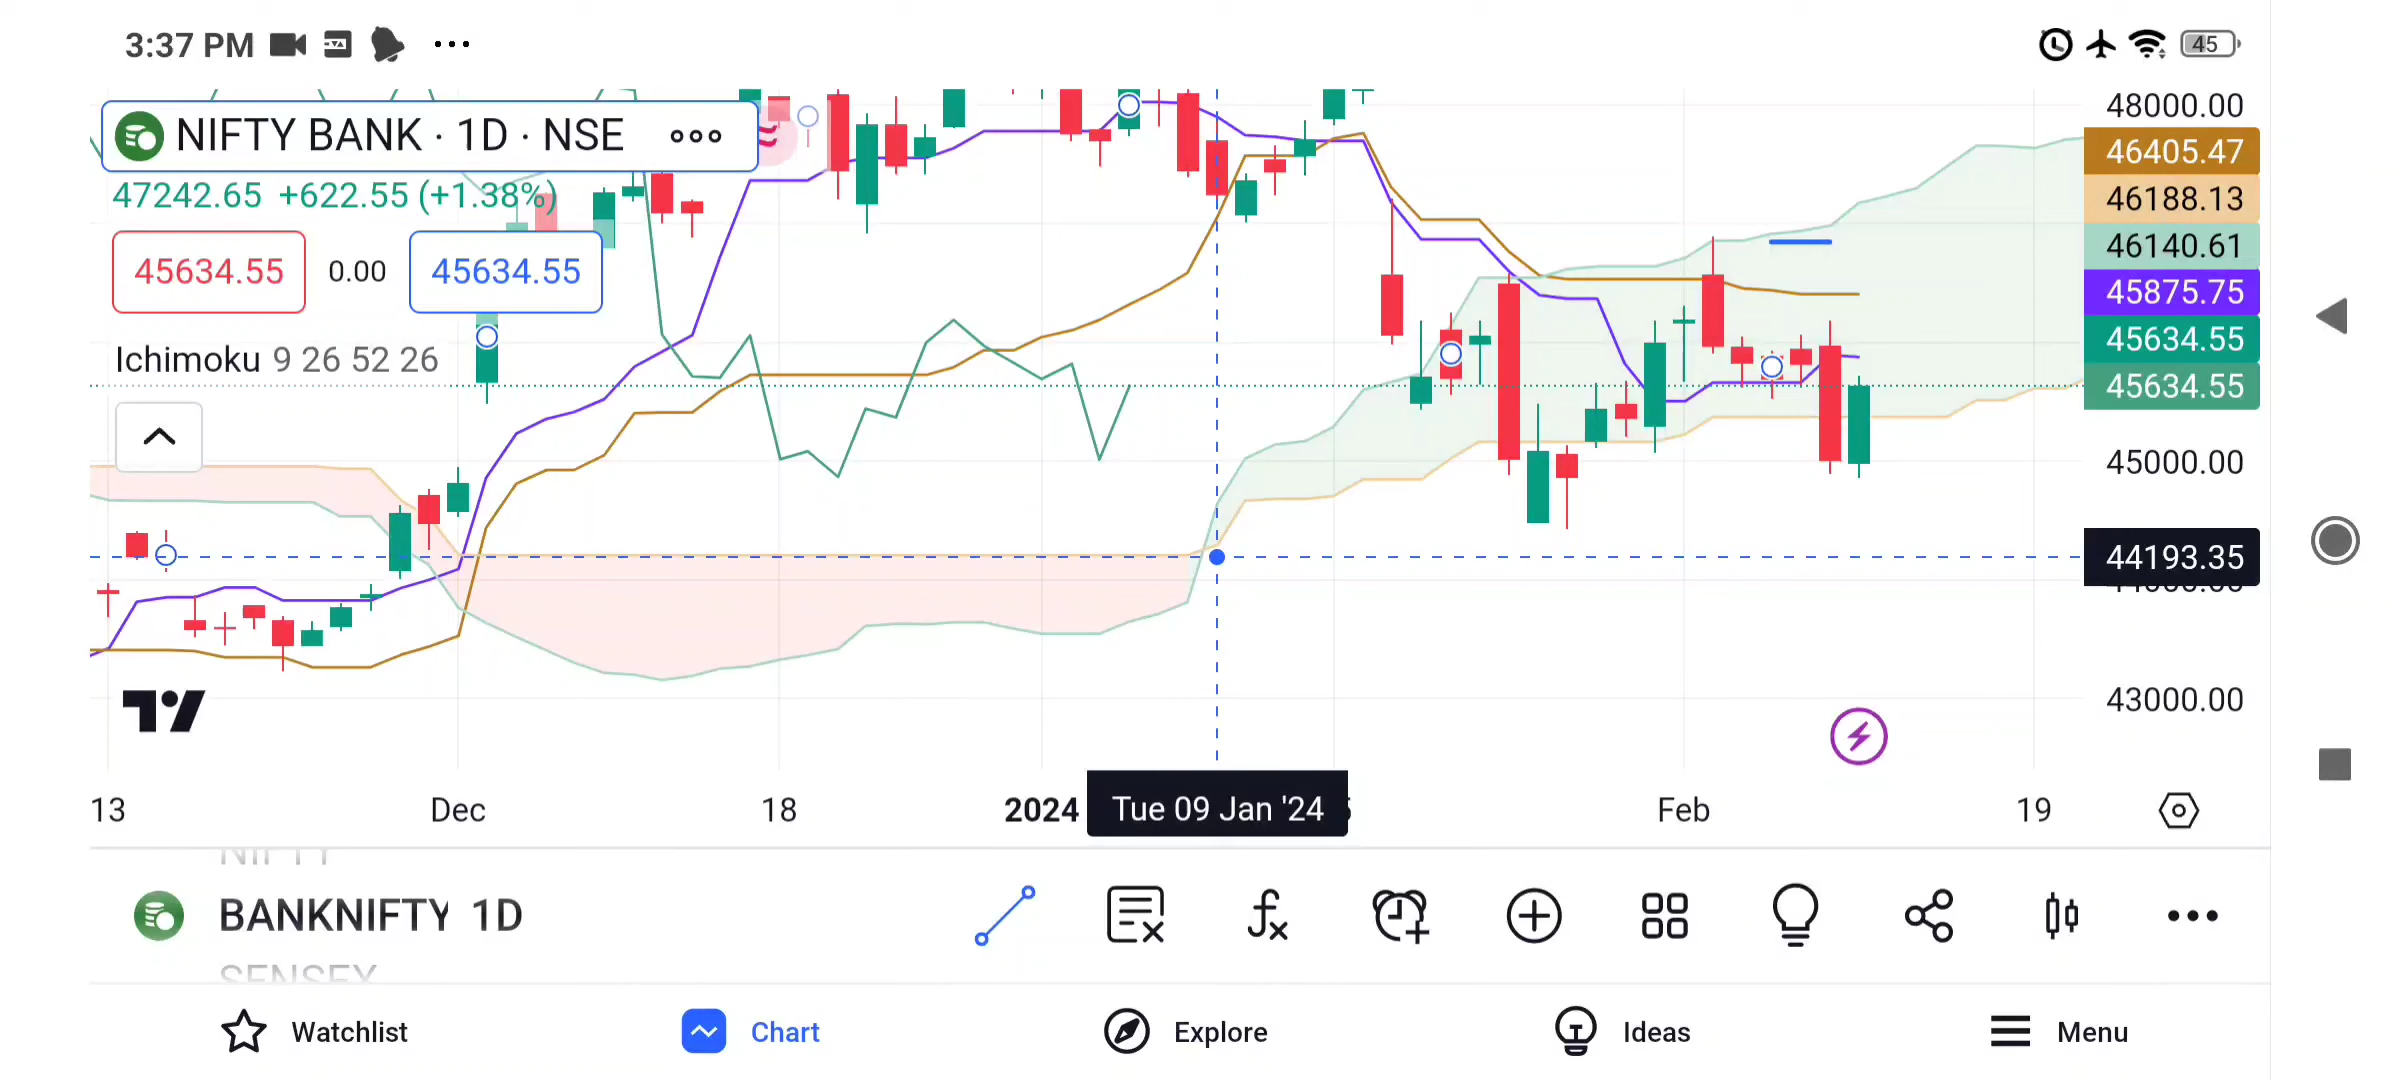 3:37 PM
45
NIFTY BANK · 1D · NSE
47242.65 +622.55 (+1.38%)
45634.55 0.00 45634.55
Ichimoku 9 26 52 26
48000.00
46405.47
46188.13
46140.61
45875.75
45634.55
45634.55
45000.00
44193.35
43000.00
13 Dec 18 2024 Tue 09 Jan '24 Feb 19
NIFTY
BANKNIFTY 1D
SENSEX
Watchlist Chart Explore Ideas Menu